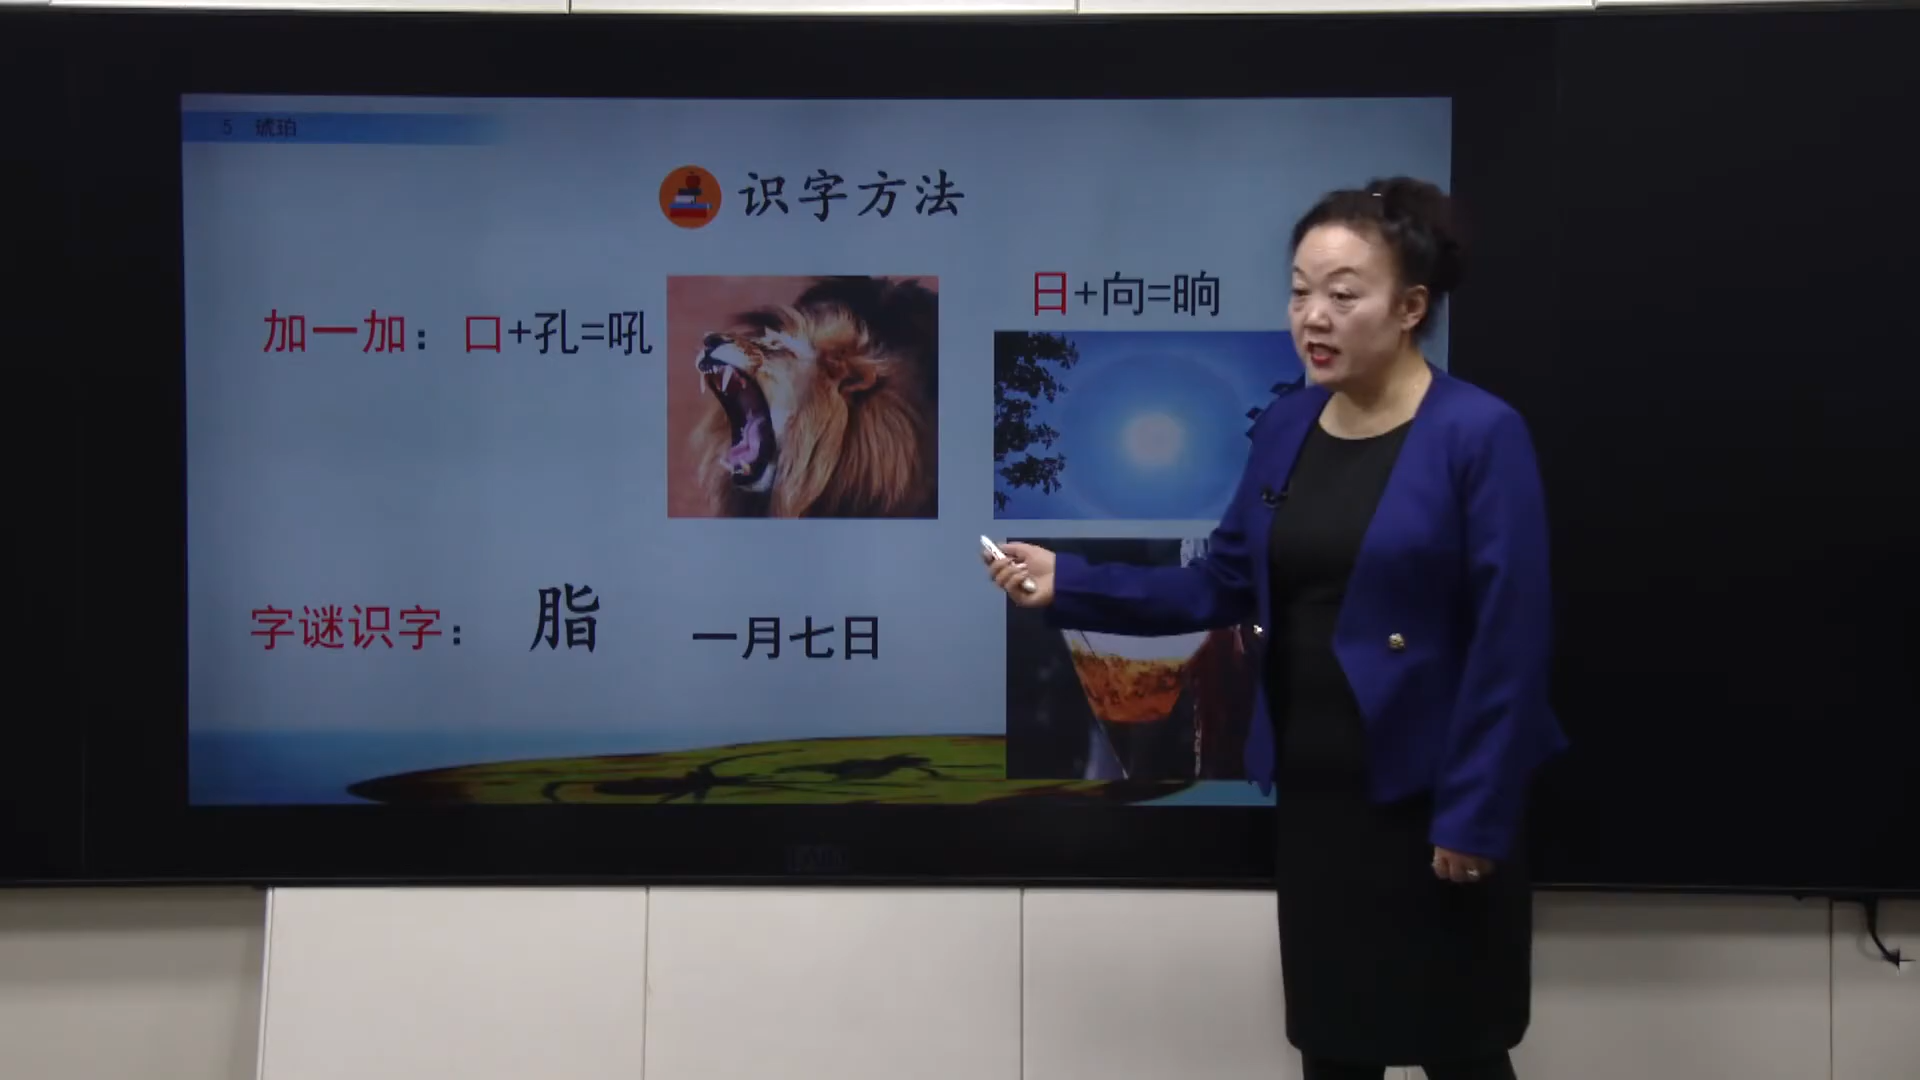 5 琥珀
识字方法
加一加：口+孔=吼
日+向=晌
字谜识字： 脂 一月七日